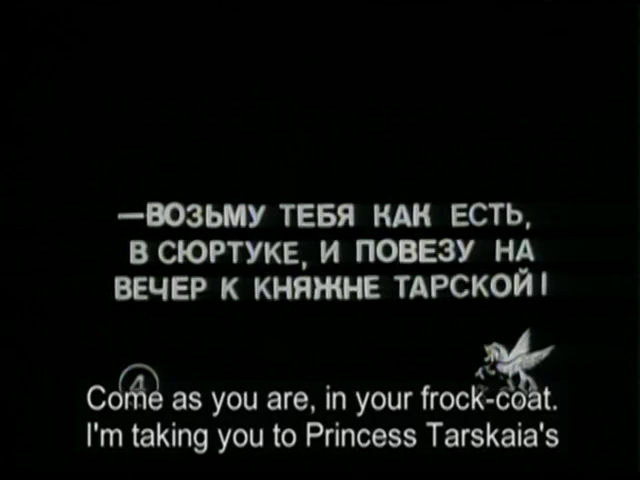 —ВОЗЬМУ ТЕБЯ КАК ЕСТЬ,
В СЮРТУКЕ, И ПОВЕЗУ НА
ВЕЧЕР К КНЯЖНЕ ТАРСКОЙ!
4
Come as you are, in your frock-coat.
I'm taking you to Princess Tarskaia's